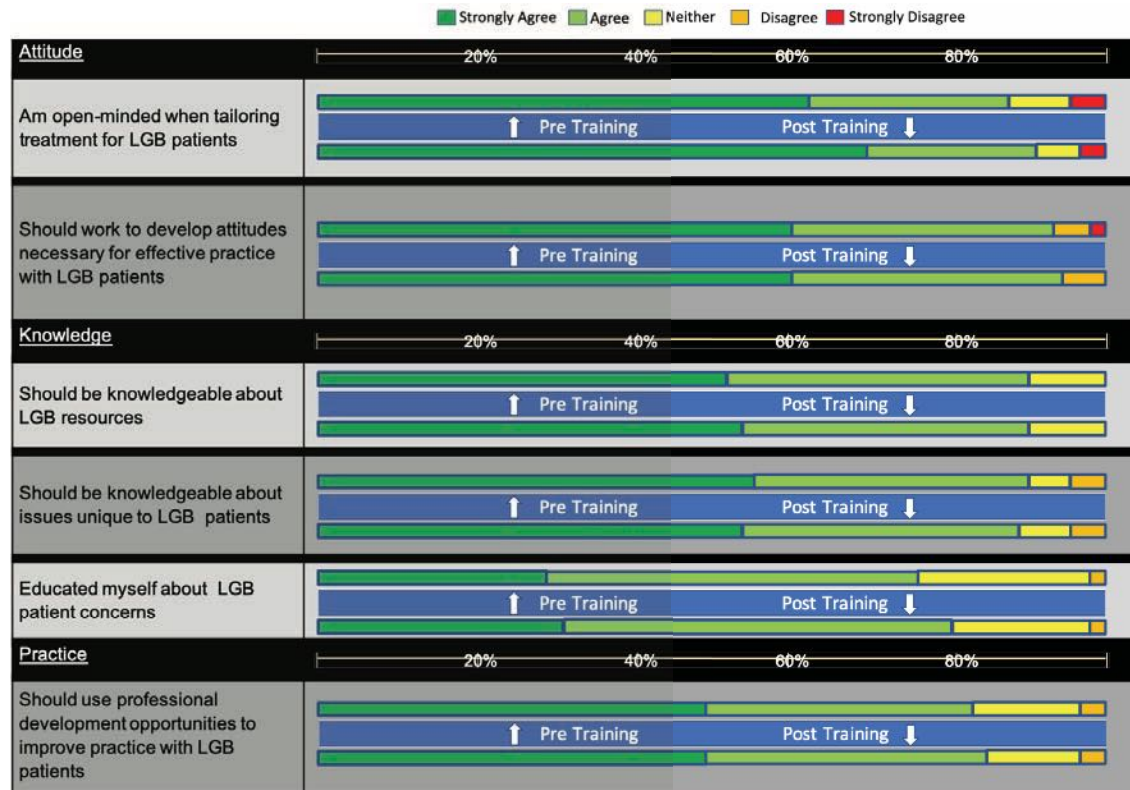 Strongly Agree Agree Neither Disagree Strongly Disagree
Attitude 20% 40% 60% 80%
Am open-minded when tailoring
treatment for LGB patients
Pre Training Post Training
Should work to develop attitudes
necessary for effective practice
with LGB patients
Pre Training Post Training
Knowledge 20% 40% 60% 80%
Should be knowledgeable about
LGB resources
Pre Training Post Training
Should be knowledgeable about
issues unique to LGB patients
Pre Training Post Training
Educated myself about LGB
patient concerns
Pre Training Post Training
Practice 20% 40% 60% 80%
Should use professional
development opportunities to
improve practice with LGB
patients
Pre Training Post Training